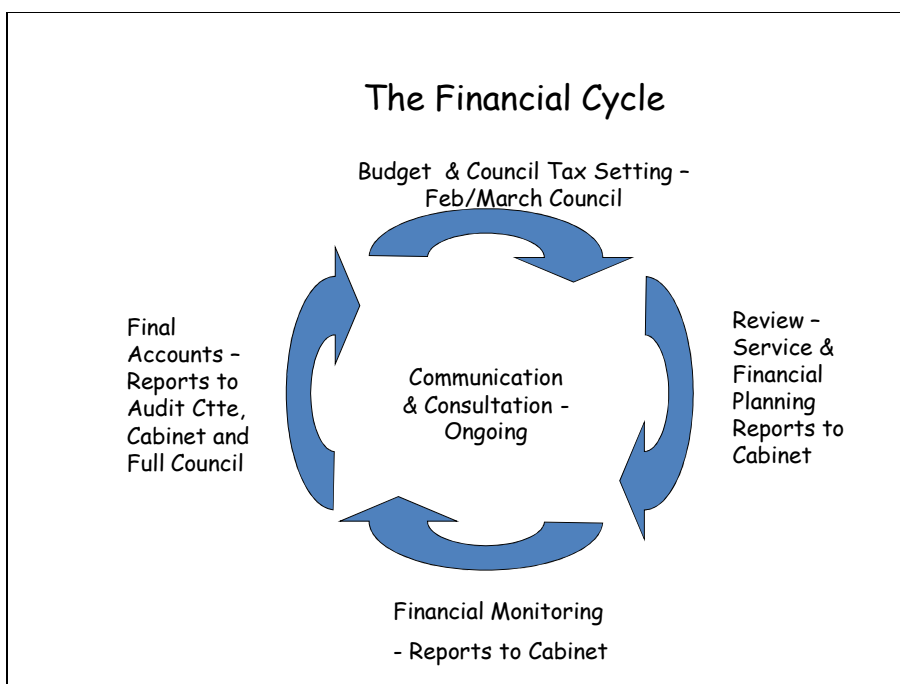 The Financial Cycle
Budget & Council Tax Setting –
Feb/March Council
Review –
Service &
Financial
Planning
Reports to
Cabinet
Financial Monitoring
- Reports to Cabinet
Final
Accounts –
Reports to
Audit Ctte,
Cabinet and
Full Council
Communication
& Consultation -
Ongoing